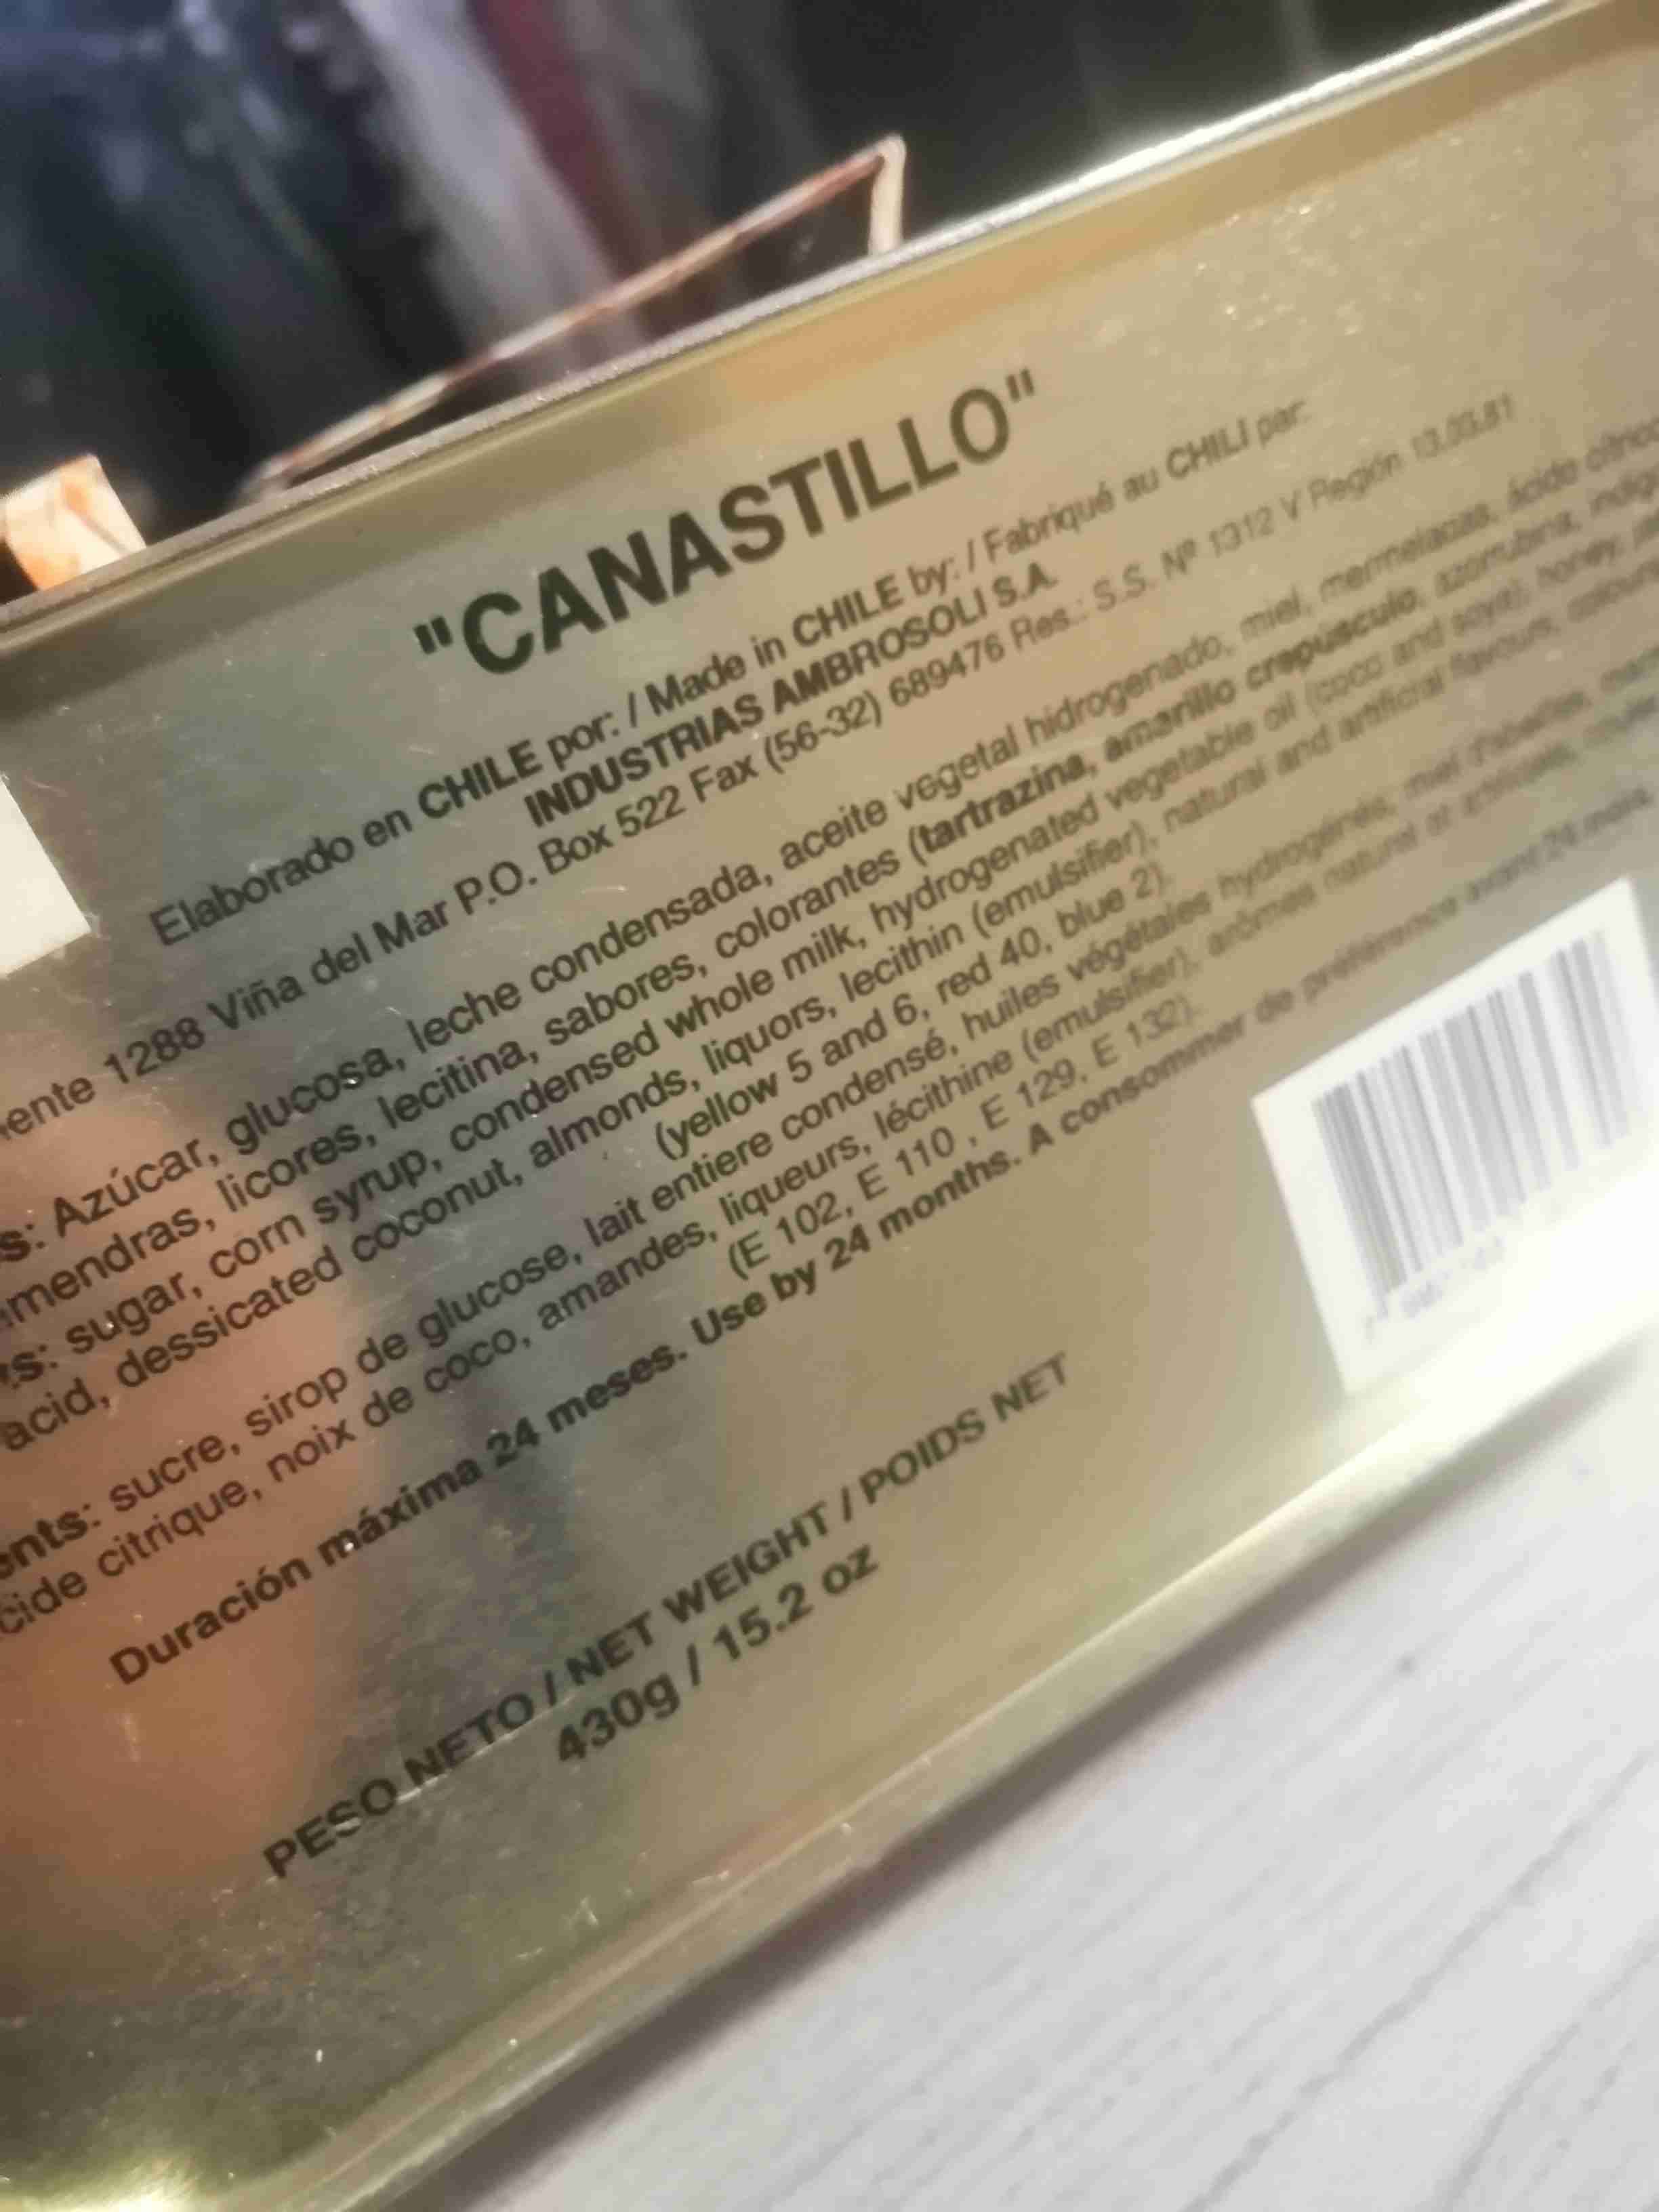 "CANASTILLO"
Elaborado en CHILE por: / Made in CHILE by: / Fabriqué au CHILI par:
INDUSTRIAS AMBROSOLI S.A.
1288 Viña del Mar P.O. Box 522 Fax (56-32) 689476 Res.: S.S. Nº 1312 V Región 13.03.81
s: Azúcar, glucosa, leche condensada, aceite vegetal hidrogenado, miel, mermeladas, ácido cítrico
mendras, licores, lecitina, sabores, colorantes (tartrazina, amarillo crepúsculo, azorrubina, indig
ts: sugar, corn syrup, condensed whole milk, hydrogenated vegetable oil (coco and soya), honey,
acid, dessicated coconut, almonds, liquors, lecithin (emulsifier), natural and artificial flavours, colours
(yellow 5 and 6, red 40, blue 2).
ents: sucre, sirop de glucose, lait entiere condensé, huiles végétales hydrogénés, miel d'abeilles,
cide citrique, noix de coco, amandes, liqueurs, lécithine (emulsifier), arômes naturel et artificiels,
(E 102, E 110 , E 129, E 132).
Duración máxima 24 meses. Use by 24 months. A consommer de préférence avant 24 mois.
PESO NETO / NET WEIGHT / POIDS NET
430g / 15.2 oz